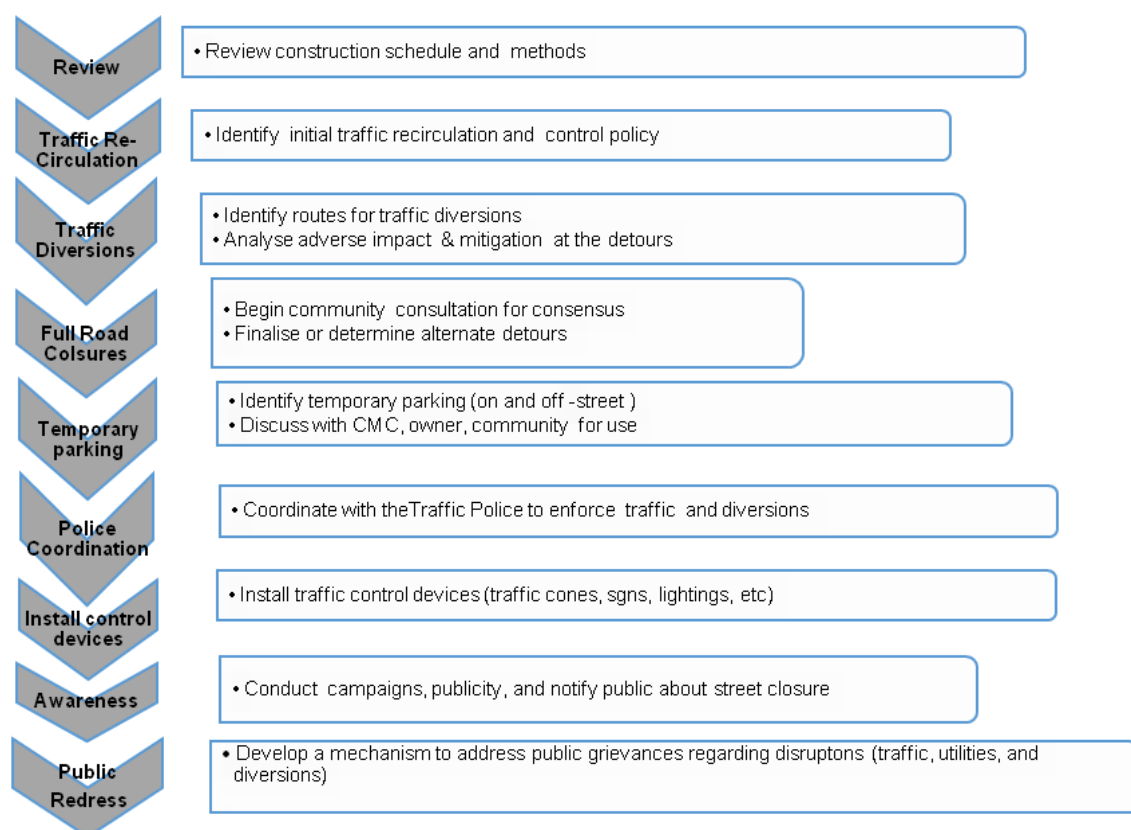 Review
• Review construction schedule and methods
Traffic Re-
Circulation
• Identify initial traffic recirculation and control policy
Traffic
Diversions
• Identify routes for traffic diversions
• Analyse adverse impact & mitigation at the detours
Full Road
Colsures
• Begin community consultation for consensus
• Finalise or determine alternate detours
Temporary
parking
• Identify temporary parking (on and off -street )
• Discuss with CMC, owner, community for use
Police
Coordination
• Coordinate with theTraffic Police to enforce traffic and diversions
Install control
devices
• Install traffic control devices (traffic cones, sgns, lightings, etc)
Awareness
• Conduct campaigns, publicity, and notify public about street closure
Public
Redress
• Develop a mechanism to address public grievances regarding disruptons (traffic, utilities, and
diversions)